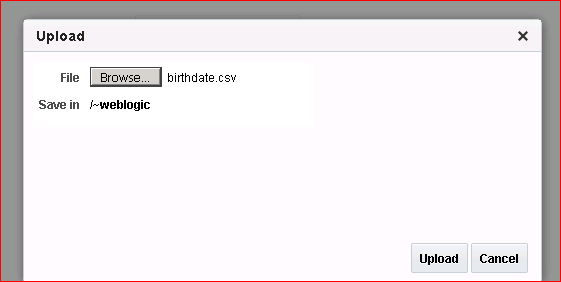 Upload ×
File Browse... birthdate.csv
Save in /~weblogic
Upload Cancel